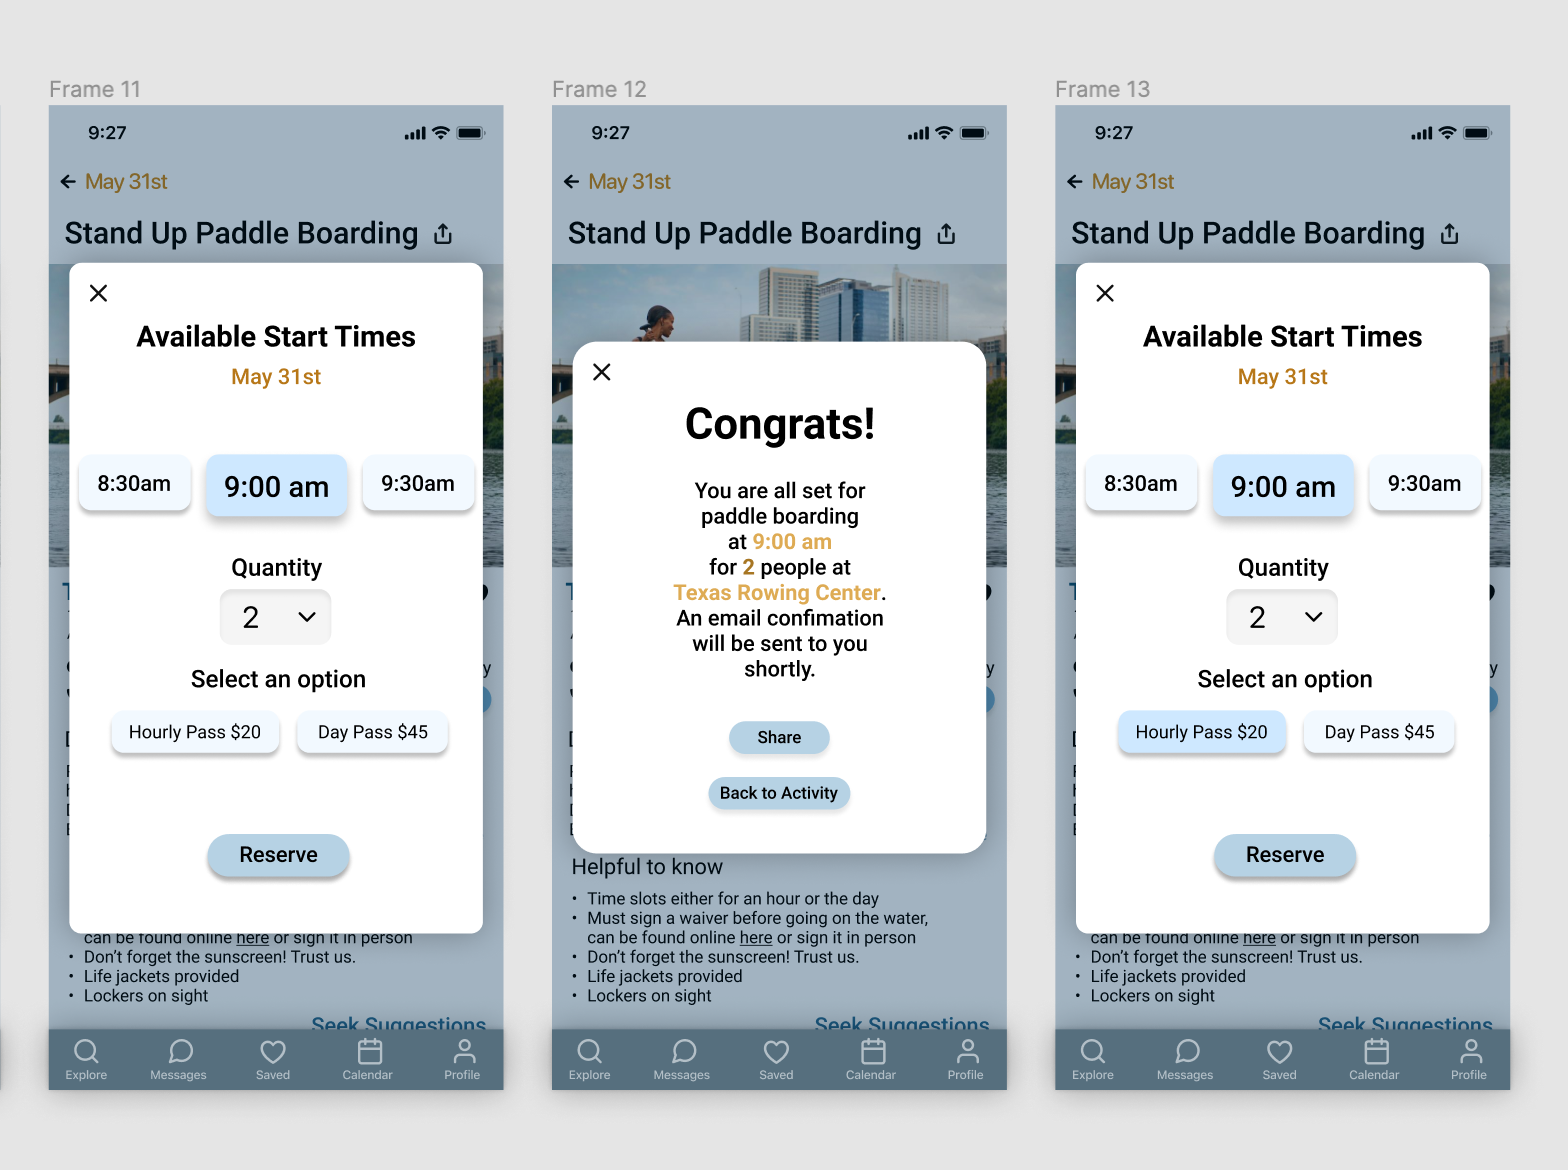 Frame 11
9:27
May 31st
Stand Up Paddle Boarding
Available Start Times
May 31st
8:30am
9:00 am
9:30am
Quantity
2
Select an option
Hourly Pass $20
Day Pass $45
Reserve
can be found online here or sign it in person
• Don't forget the sunscreen! Trust us.
• Life jackets provided
• Lockers on sight
Seek Suggestions
Explore
Messages
Saved
Calendar
Profile
Frame 12
9:27
May 31st
Stand Up Paddle Boarding
Congrats!
You are all set for
paddle boarding
at 9:00 am
for 2 people at
Texas Rowing Center.
An email confimation
will be sent to you
shortly.
Share
Back to Activity
Helpful to know
• Time slots either for an hour or the day
• Must sign a waiver before going on the water,
can be found online here or sign it in person
• Don't forget the sunscreen! Trust us.
• Life jackets provided
• Lockers on sight
Seek Suggestions
Explore
Messages
Saved
Calendar
Profile
Frame 13
9:27
May 31st
Stand Up Paddle Boarding
Available Start Times
May 31st
8:30am
9:00 am
9:30am
Quantity
2
Select an option
Hourly Pass $20
Day Pass $45
Reserve
can be found online here or sign it in person
• Don't forget the sunscreen! Trust us.
• Life jackets provided
• Lockers on sight
Seek Suggestions
Explore
Messages
Saved
Calendar
Profile